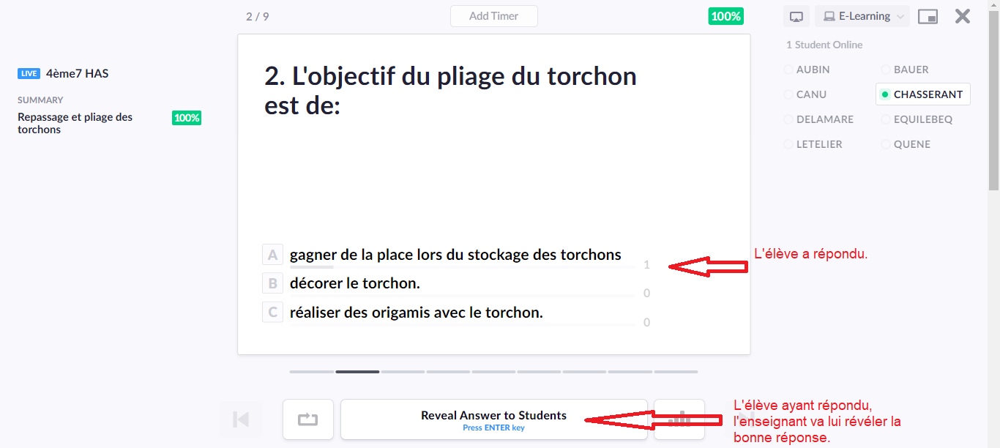 2 / 9
Add Timer
100%
E-Learning
1 Student Online
LIVE 4ème7 HAS
SUMMARY
Repassage et pliage des
torchons
100%
2. L'objectif du pliage du torchon
est de:
AUBIN
BAUER
CANU
CHASSERANT
DELAMARE
EQUILEBEQ
LETELIER
QUENE
A gagner de la place lors du stockage des torchons 1
B décorer le torchon. 0
C réaliser des origamis avec le torchon. 0
L'élève a répondu.
Reveal Answer to Students
Press ENTER key
L'élève ayant répondu,
l'enseignant va lui révéler la
bonne réponse.